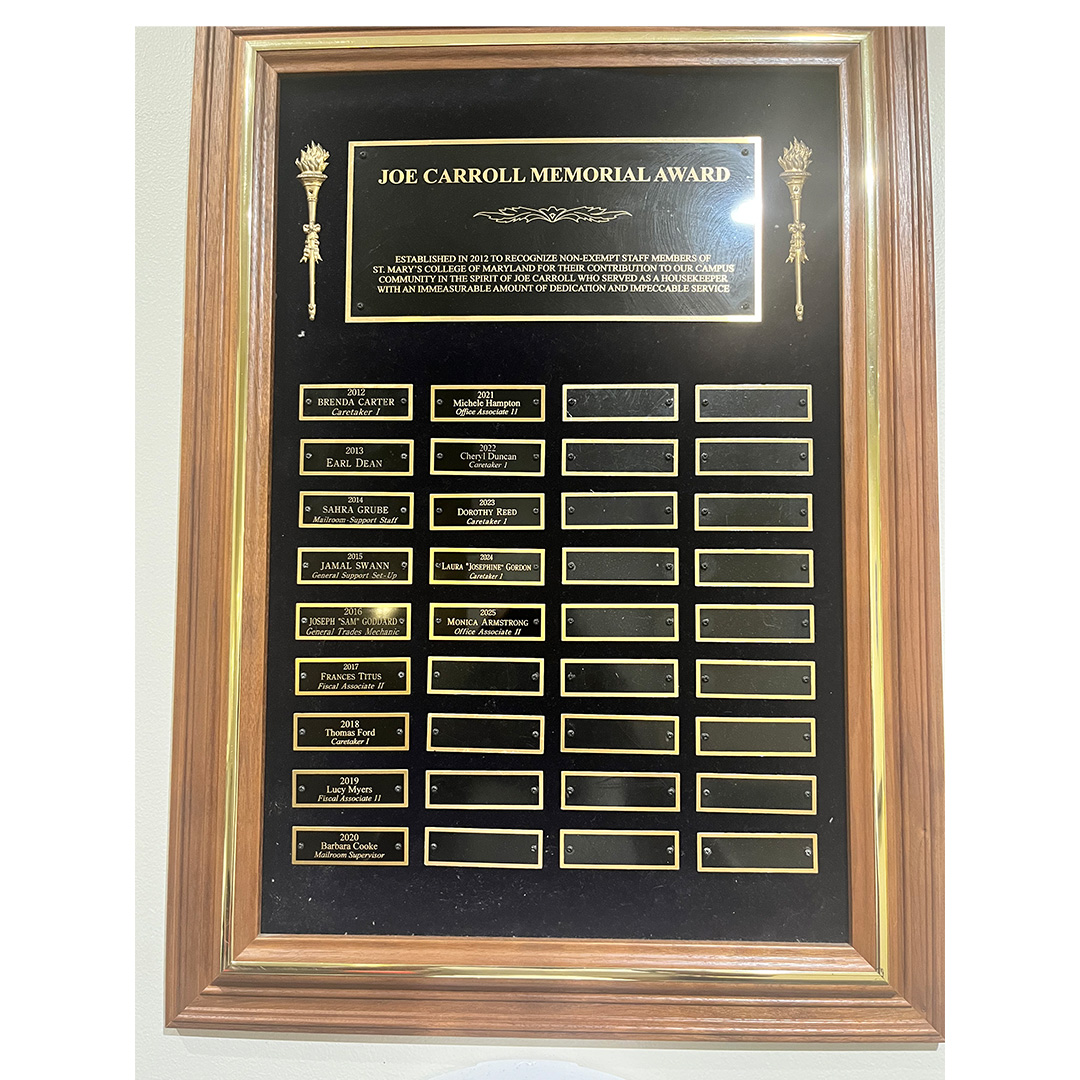 JOE CARROLL MEMORIAL AWARD
ESTABLISHED IN 2012 TO RECOGNIZE NON-EXEMPT STAFF MEMBERS OF
ST. MARY'S COLLEGE OF MARYLAND FOR THEIR CONTRIBUTION TO OUR CAMPUS
COMMUNITY IN THE SPIRIT OF JOE CARROLL WHO SERVED AS A HOUSEKEEPER
WITH AN IMMEASURABLE AMOUNT OF DEDICATION AND IMPECCABLE SERVICE
2012
BRENDA CARTER
Caretaker I
2013
EARL DEAN
2014
SAHRA GRUBE
Mailroom-Support Staff
2015
JAMAL SWANN
General Support Set-Up
2016
JOSEPH "SAM" GODDARD
General Trades Mechanic
2017
FRANCES TITUS
Fiscal Associate II
2018
Thomas Ford
Caretaker I
2019
Lucy Myers
Fiscal Associate 11
2020
Barbara Cooke
Mailroom Supervisor
2021
Michele Hampton
Office Associate 11
2022
Cheryl Duncan
Caretaker I
2023
DOROTHY REED
Caretaker I
2024
LAURA "JOSEPHINE" GORDON
Caretaker I
2025
MONICA ARMSTRONG
Office Associate II